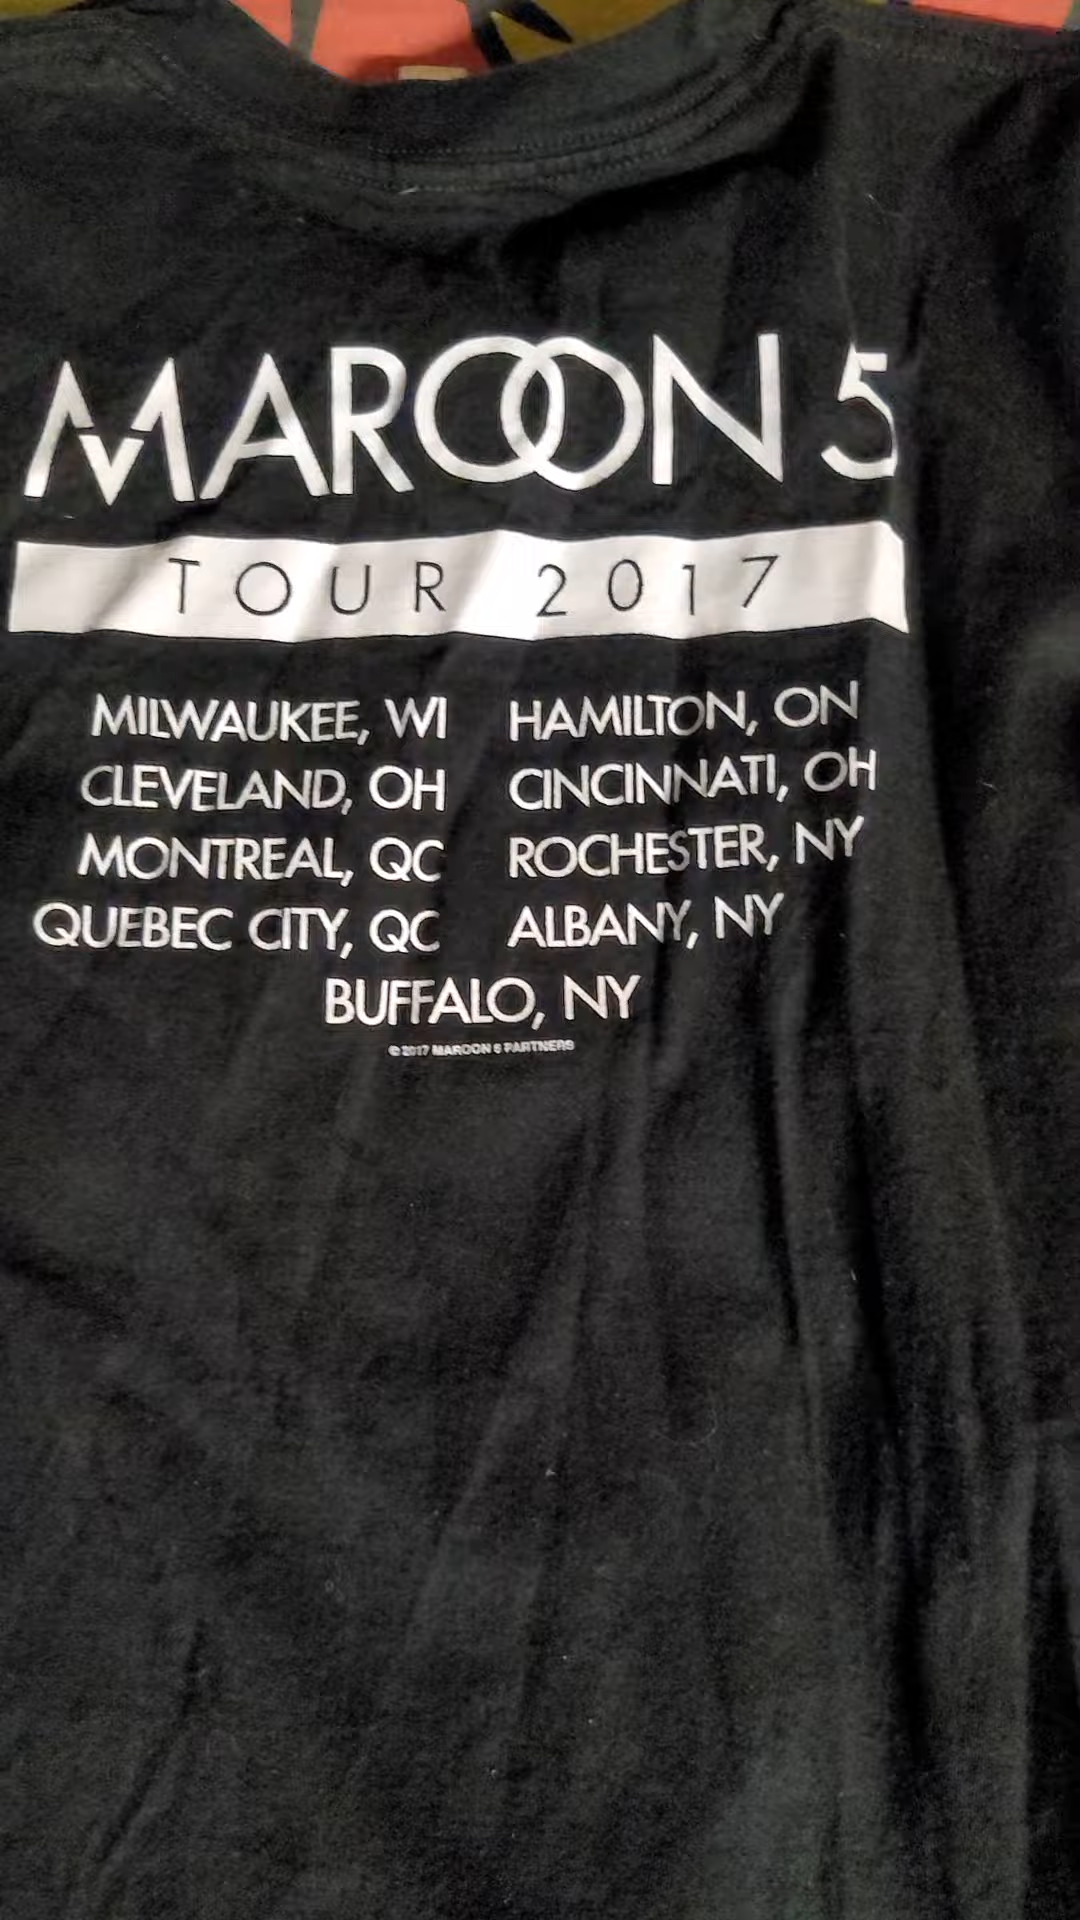 MAROON 5
TOUR 2017
MILWAUKEE, WI HAMILTON, ON
CLEVELAND, OH CINCINNATI, OH
MONTREAL, QC ROCHESTER, NY
QUEBEC CITY, QC ALBANY, NY
BUFFALO, NY
© 2017 MAROON 5 PARTNERS